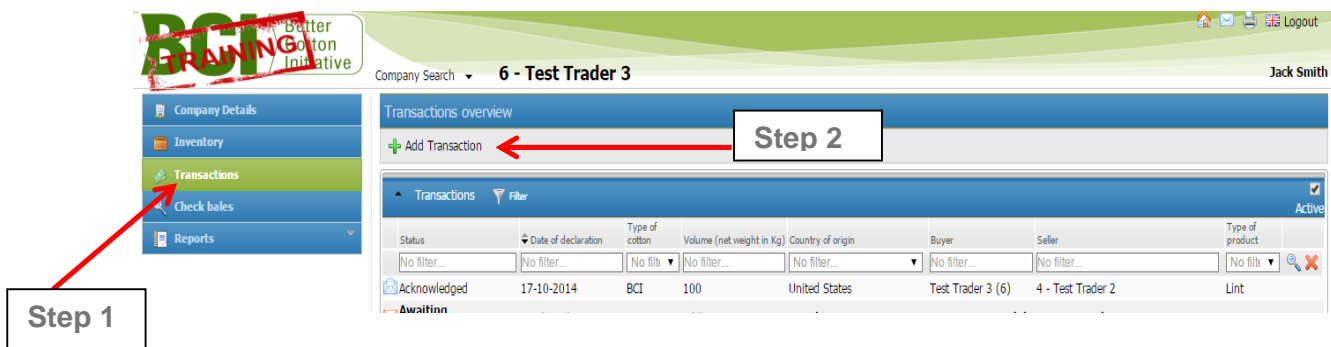 BCI Better Cotton Initiative
TRAINING
Logout
Company Search 6 - Test Trader 3 Jack Smith
Company Details
Inventory
Transactions
Check bales
Reports
Transactions overview
Add Transaction
Step 2
Transactions Filter Active
Status Date of declaration Type of cotton Volume (net weight in Kg) Country of origin Buyer Seller Type of product
No filter... No filter... No filt No filter... No filter... No filter... No filter... No filte
Acknowledged 17-10-2014 BCI 100 United States Test Trader 3 (6) 4 - Test Trader 2 Lint
Awaiting
Step 1